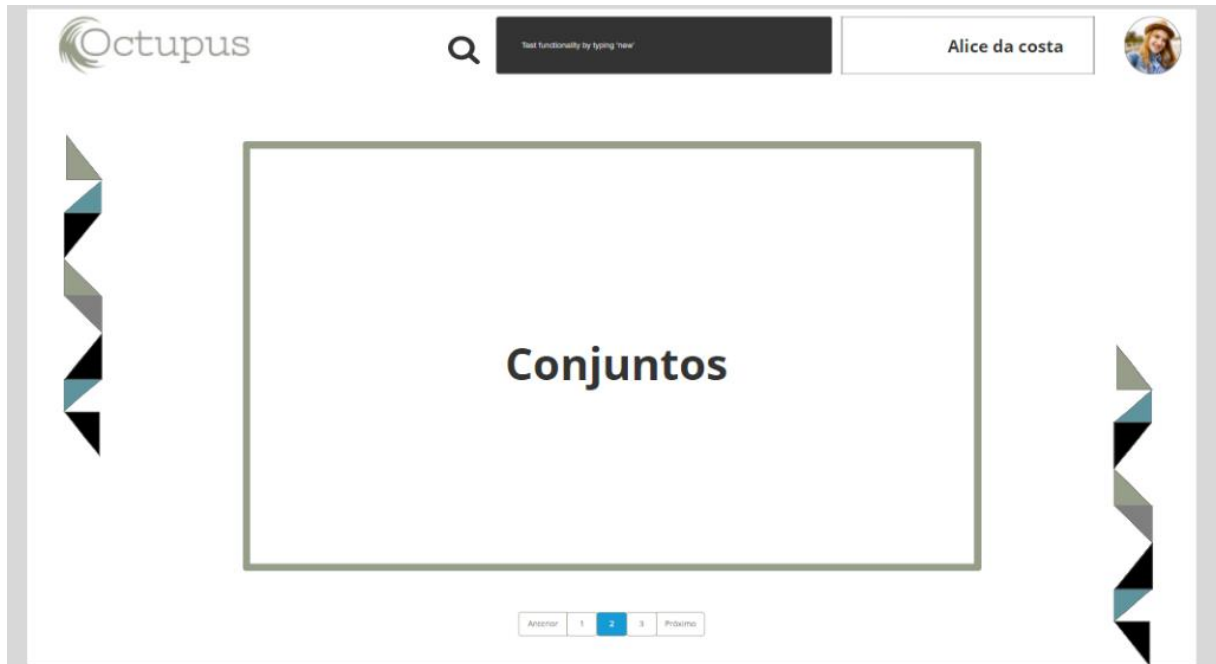 Octupus
Test functionality by typing 'new'
Alice da costa
Conjuntos
Anterior 1 2 3 Próximo